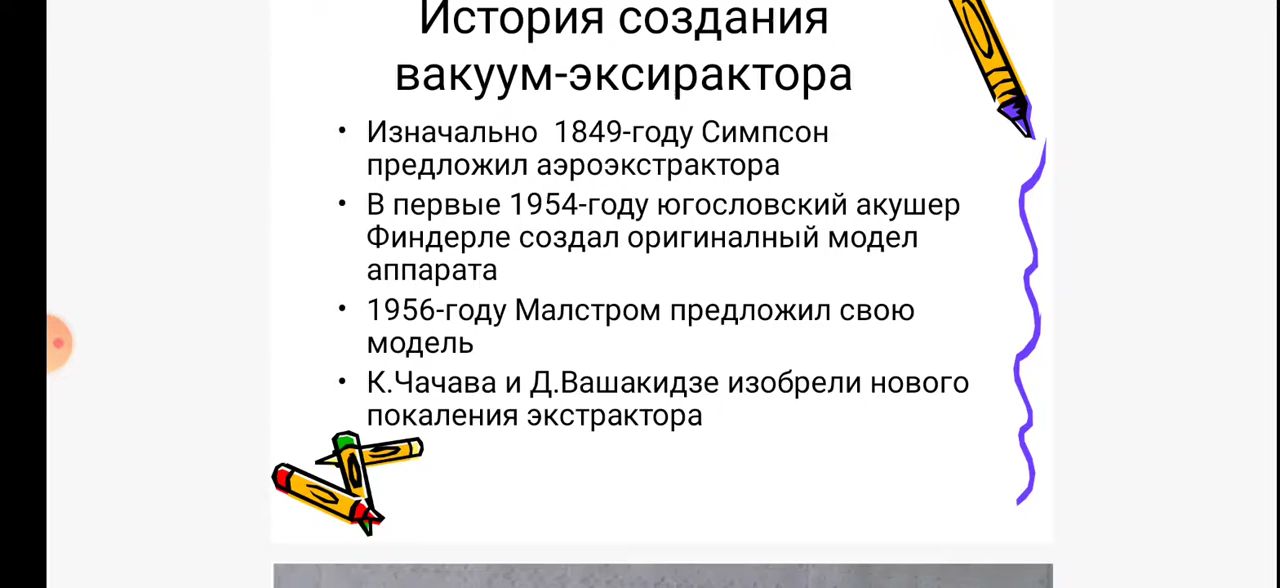 История создания
вакуум-эксирактора
• Изначально 1849-году Симпсон
предложил аэроэкстрактора
• В первые 1954-году югословский акушер
Финдерле создал оригиналный модел
аппарата
• 1956-году Малстром предложил свою
модель
• К.Чачава и Д.Вашакидзе изобрели нового
покаления экстрактора